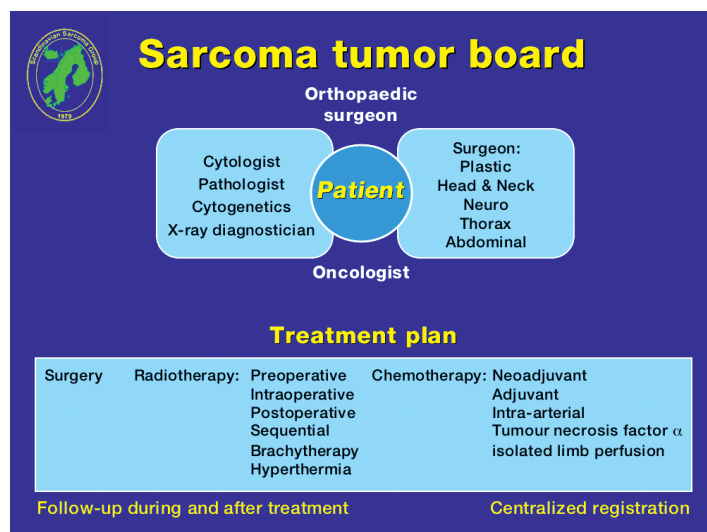 Scandinavian Sarcoma Group
1979
Sarcoma tumor board
Orthopaedic
surgeon
Cytologist
Pathologist
Cytogenetics
X-ray diagnostician
Patient
Surgeon:
Plastic
Head & Neck
Neuro
Thorax
Abdominal
Oncologist
Treatment plan
Surgery Radiotherapy: Preoperative Chemotherapy: Neoadjuvant
Intraoperative Adjuvant
Postoperative Intra-arterial
Sequential Tumour necrosis factor α
Brachytherapy isolated limb perfusion
Hyperthermia
Follow-up during and after treatment Centralized registration